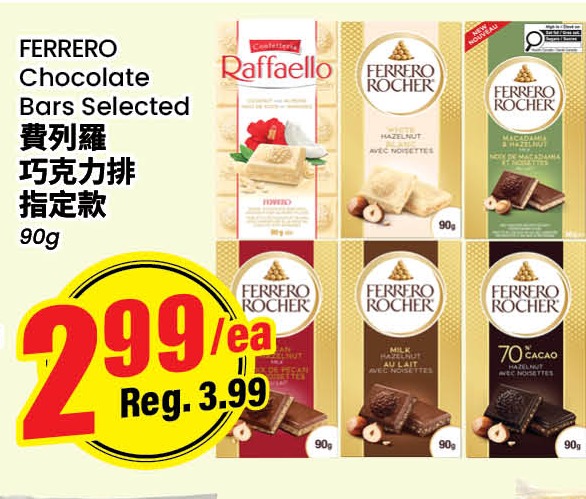 FERRERO
Chocolate
Bars Selected
費列羅
巧克力排
指定款
90g
2.99/ea
Reg. 3.99
Confetteria
Raffaello
FERRERO
90g
FERRERO
ROCHER
WHITE
HAZELNUT
BLANC
AVEC NOISETTES
90g
NEW
NOUVEAU
FERRERO
ROCHER
MACADAMIA
& HAZELNUT
NOIX DE MACADAMIA
ET NOISETTES
FERRERO
ROCHER
HAZELNUT
NOISETTES
90g
FERRERO
ROCHER
MILK
HAZELNUT
AU LAIT
AVEC NOISETTES
90g
FERRERO
ROCHER
70% CACAO
HAZELNUT
AVEC NOISETTES
90g